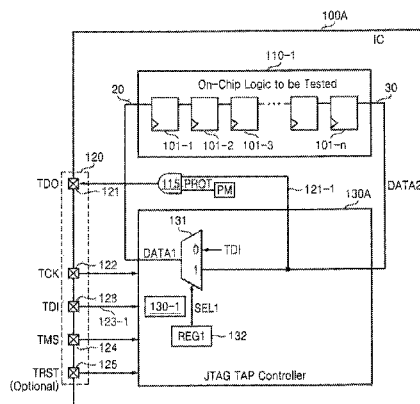 100A
IC
110-1
20
On-Chip Logic to be Tested
30
101-1 101-2 101-3 101-n
120
TDO
121
115
PROT
PM
121-1
130A
DATA2
131
DATA1
0
TDI
1
TCK
122
TDI
123
123-1
130-1
SEL1
TMS
124
REG1
132
TRST
(Optional)
125
JTAG TAP Controller